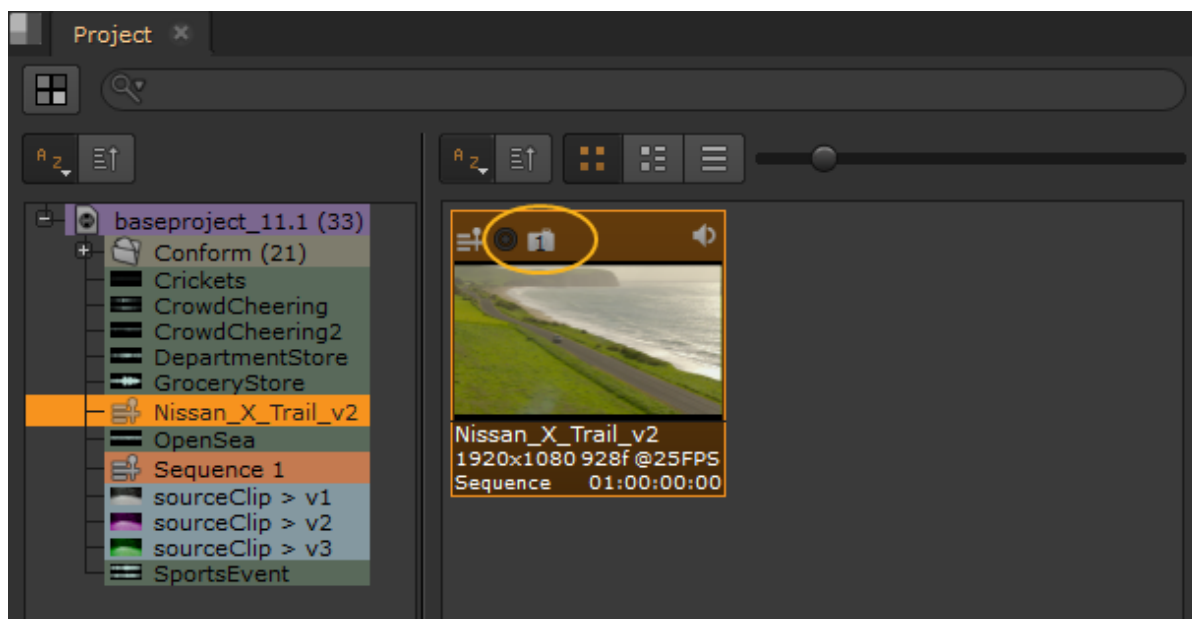 Project
A Z
A Z
baseproject_11.1 (33)
Conform (21)
Crickets
CrowdCheering
CrowdCheering2
DepartmentStore
GroceryStore
Nissan_X_Trail_v2
OpenSea
Sequence 1
sourceClip > v1
sourceClip > v2
sourceClip > v3
SportsEvent
1
Nissan_X_Trail_v2
1920x1080 928f @25FPS
Sequence 01:00:00:00